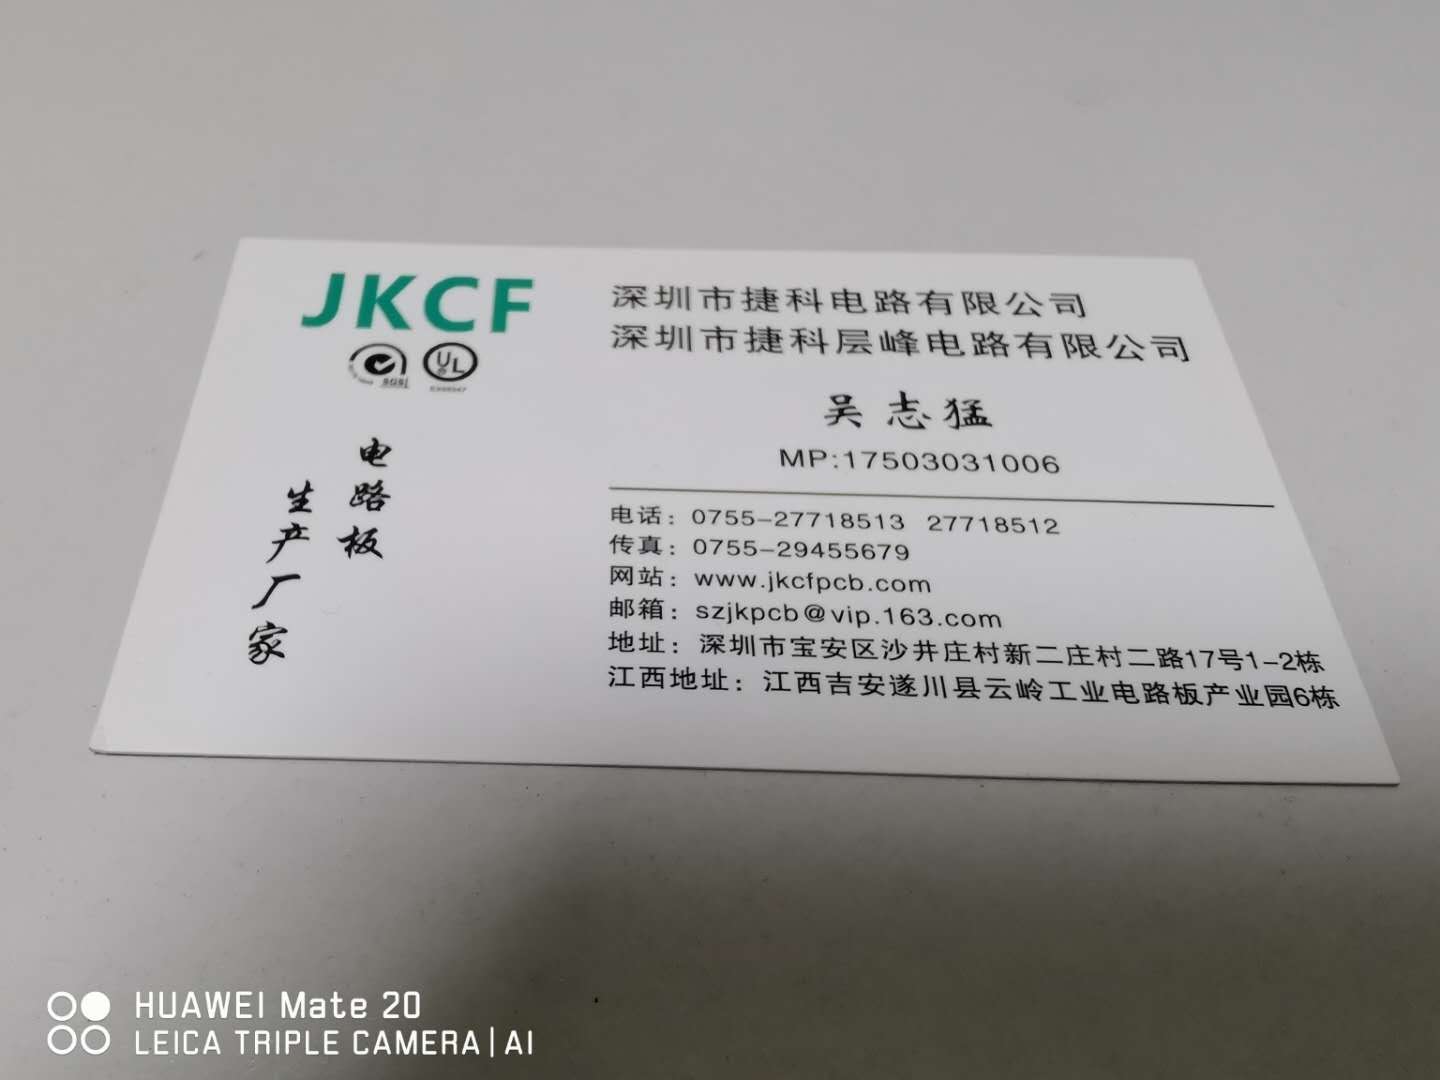 JKCF
SGS
UL
电路板
生产厂家
深圳市捷科电路有限公司
深圳市捷科层峰电路有限公司
吴志猛
MP:17503031006
电话：0755-27718513 27718512
传真：0755-29455679
网站：www.jkcfpcb.com
邮箱：szjkpcb@vip.163.com
地址：深圳市宝安区沙井庄村新二庄村二路17号1-2栋
江西地址：江西吉安遂川县云岭工业电路板产业园6栋
HUAWEI Mate 20
LEICA TRIPLE CAMERA | AI